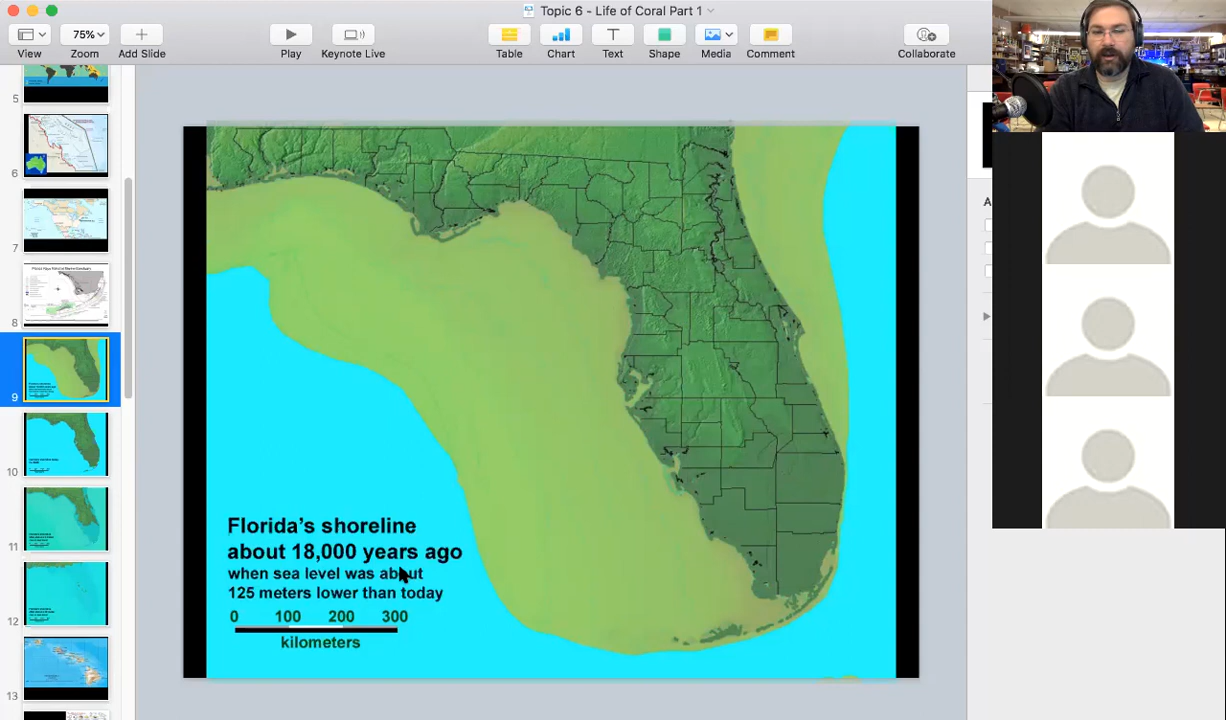 Topic 6 - Life of Coral Part 1
75%
View
Zoom
Add Slide
Play
Keynote Live
Table
Chart
Text
Shape
Media
Comment
Collaborate
5
6
7
8
9
10
11
12
13
Florida's shoreline
about 18,000 years ago
when sea level was about
125 meters lower than today
0 100 200 300
kilometers